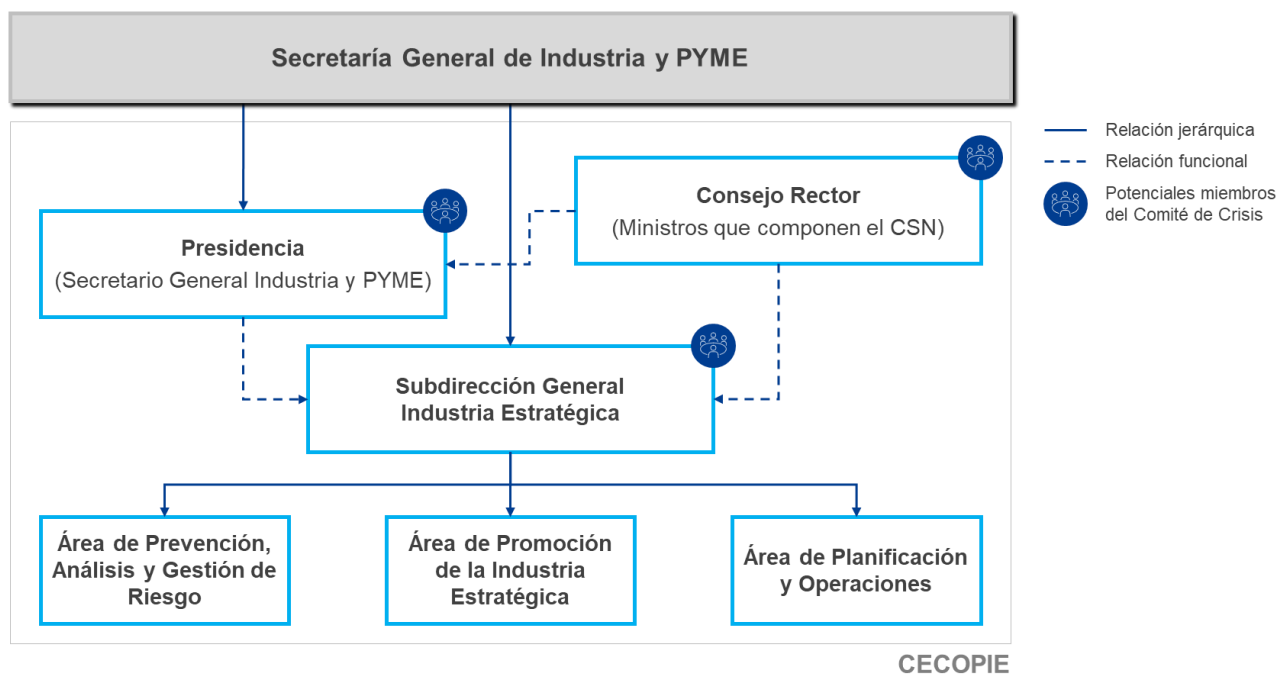 Secretaría General de Industria y PYME
Relación jerárquica
Relación funcional
Potenciales miembros
del Comité de Crisis
Consejo Rector
(Ministros que componen el CSN)
Presidencia
(Secretario General Industria y PYME)
Subdirección General
Industria Estratégica
Área de Prevención,
Análisis y Gestión de
Riesgo
Área de Promoción
de la Industria
Estratégica
Área de Planificación
y Operaciones
CECOPIE